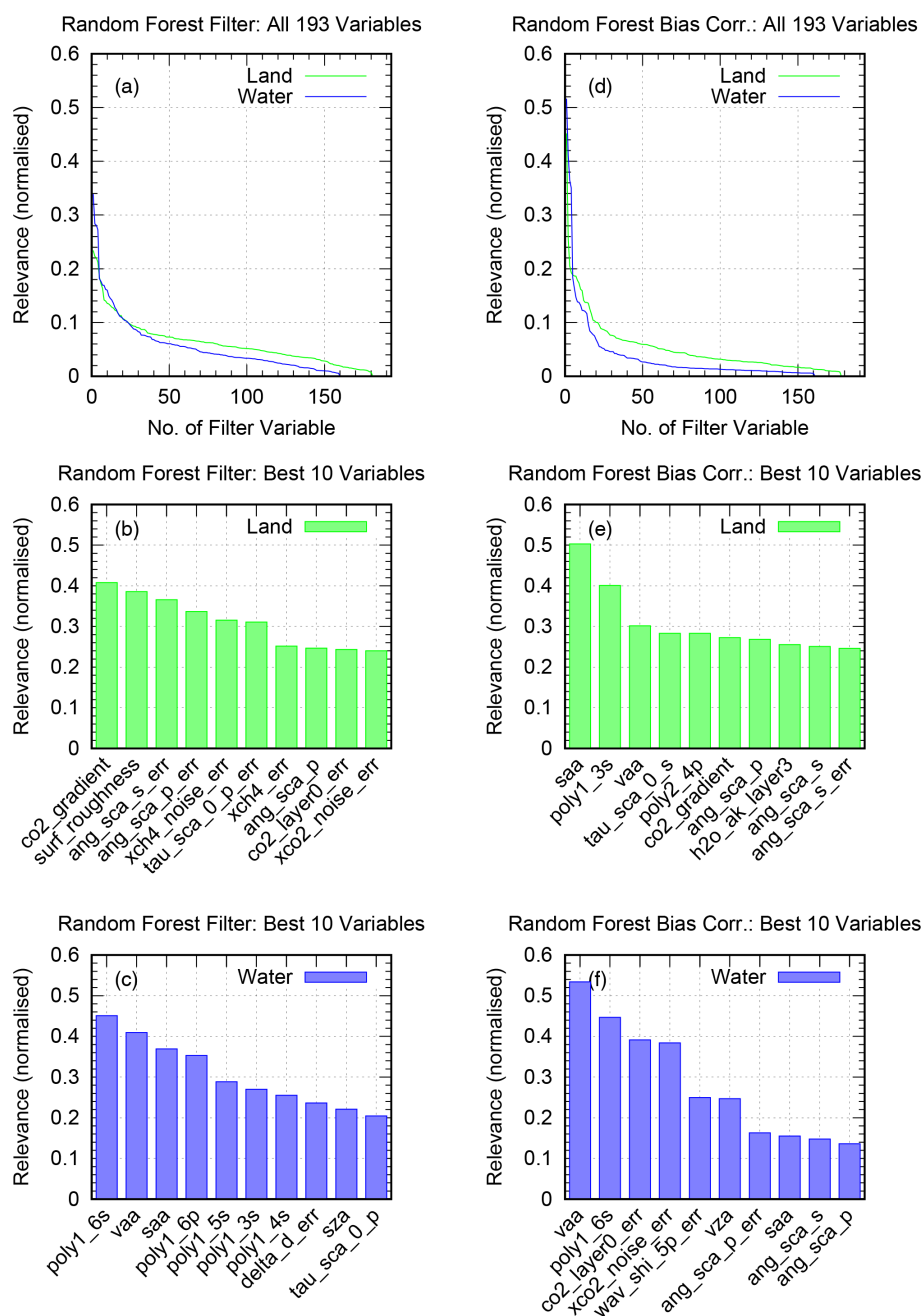 Random Forest Filter: All 193 Variables
0.6
0.5
0.4
0.3
0.2
0.1
0
Relevance (normalised)
(a)
Land
Water
0 50 100 150
No. of Filter Variable
Random Forest Bias Corr.: All 193 Variables
0.6
0.5
0.4
0.3
0.2
0.1
0
Relevance (normalised)
(d)
Land
Water
0 50 100 150
No. of Filter Variable
Random Forest Filter: Best 10 Variables
0.6
0.5
0.4
0.3
0.2
0.1
0
Relevance (normalised)
(b)
Land
co2_gradient
surf_roughness
ang_sca_s_err
ang_sca_p_err
xch4_noise_err
tau_sca_0_p_err
xch4_err
ang_sca_p
co2_layer0_err
xco2_noise_err
Random Forest Bias Corr.: Best 10 Variables
0.6
0.5
0.4
0.3
0.2
0.1
0
Relevance (normalised)
(e)
Land
saa
poly1_3s
vaa
tau_sca_0_s
poly2_4p
co2_gradient
ang_sca_p
h2o_ak_layer3
ang_sca_s
ang_sca_s_err
Random Forest Filter: Best 10 Variables
0.6
0.5
0.4
0.3
0.2
0.1
0
Relevance (normalised)
(c)
Water
poly1_6s
vaa
saa
poly1_6p
poly1_5s
poly1_3s
poly1_4s
delta_d_err
sza
tau_sca_0_p
Random Forest Bias Corr.: Best 10 Variables
0.6
0.5
0.4
0.3
0.2
0.1
0
Relevance (normalised)
(f)
Water
vaa
poly1_6s
co2_layer0_err
xco2_noise_err
wav_shi_5p_err
vza
ang_sca_p_err
saa
ang_sca_s
ang_sca_p